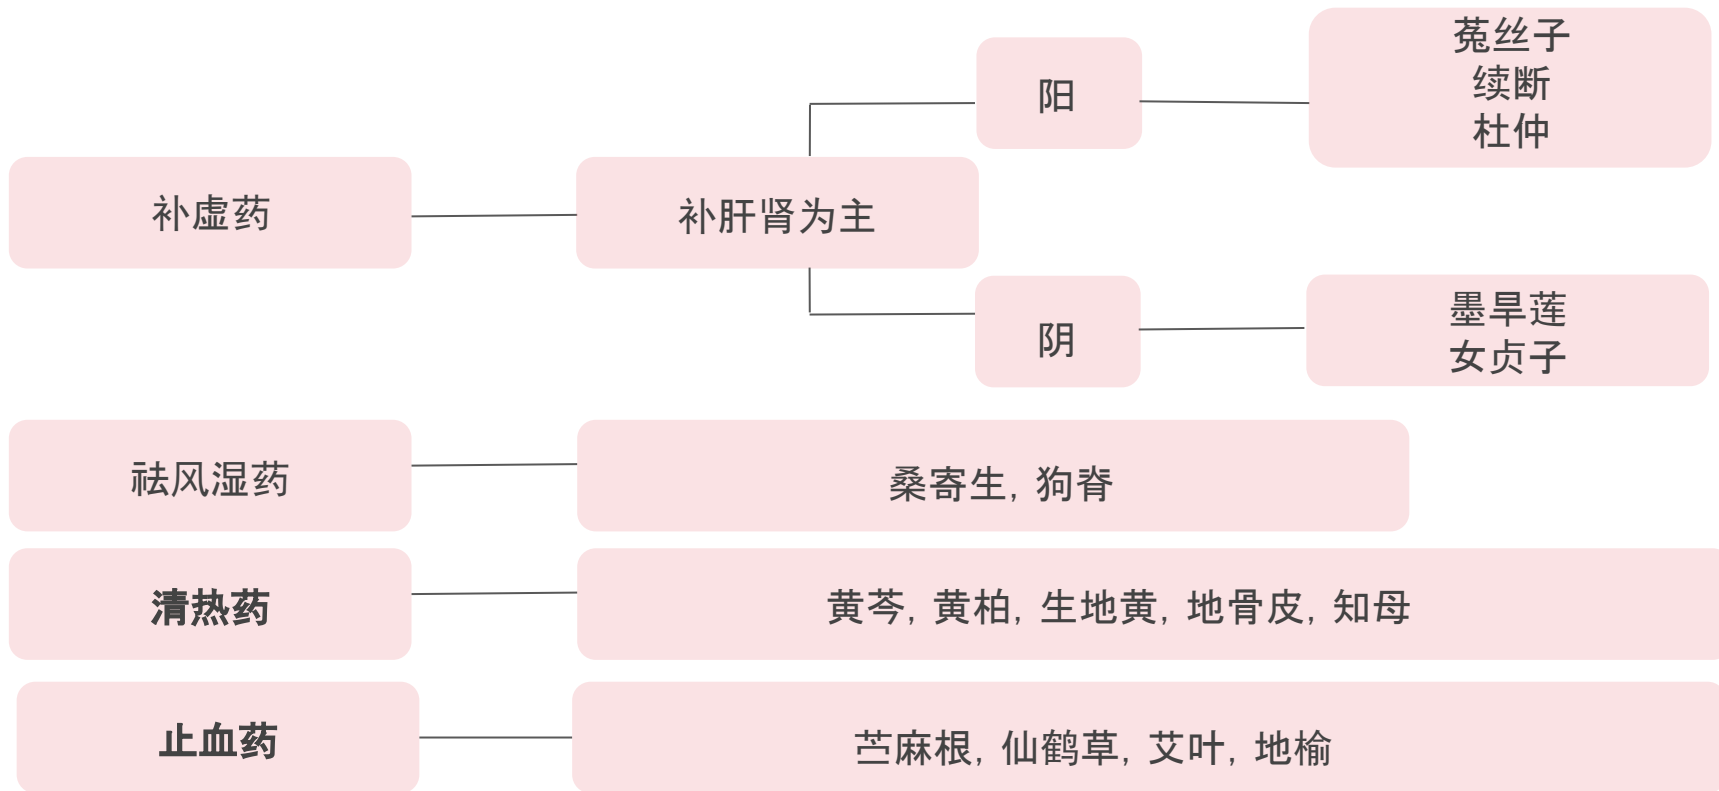 菟丝子
续断
杜仲
阳
补虚药
补肝肾为主
墨旱莲
女贞子
阴
祛风湿药
桑寄生, 狗脊
清热药
黄芩, 黄柏, 生地黄, 地骨皮, 知母
止血药
苎麻根, 仙鹤草, 艾叶, 地榆